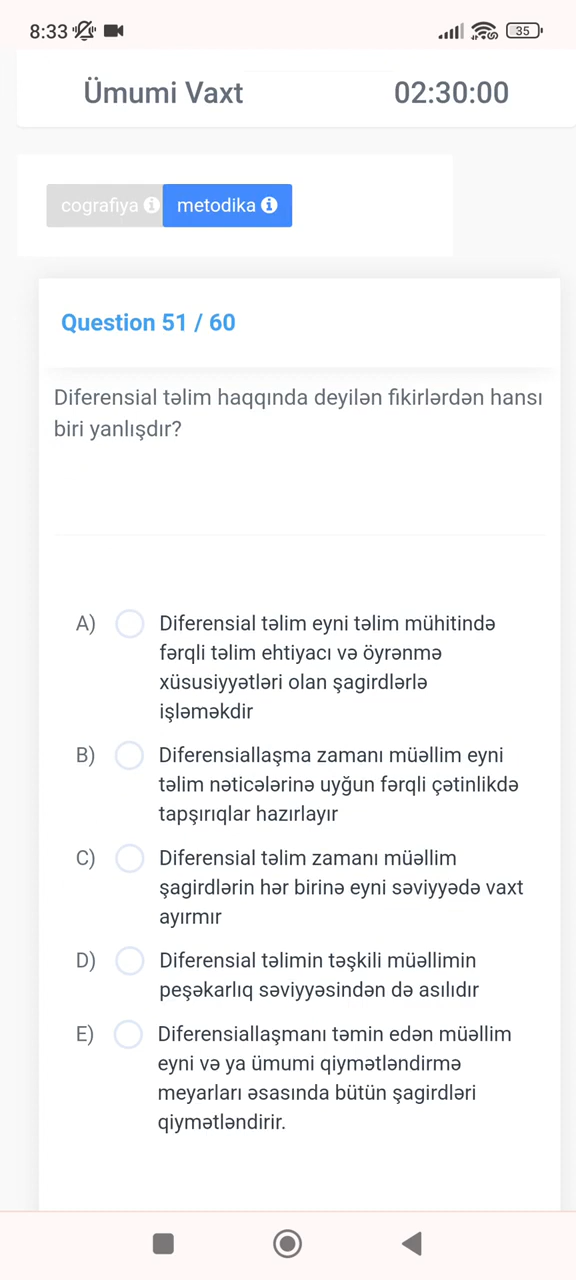 8:33
35
Ümumi Vaxt 02:30:00
cografiya metodika
Question 51 / 60
Diferensial təlim haqqında deyilən fikirlərdən hansı
biri yanlışdır?
A) Diferensial təlim eyni təlim mühitində
fərqli təlim ehtiyacı və öyrənmə
xüsusiyyətləri olan şagirdlərlə
işləməkdir
B) Diferensiallaşma zamanı müəllim eyni
təlim nəticələrinə uyğun fərqli çətinlikdə
tapşırıqlar hazırlayır
C) Diferensial təlim zamanı müəllim
şagirdlərin hər birinə eyni səviyyədə vaxt
ayırmır
D) Diferensial təlimin təşkili müəllimin
peşəkarlıq səviyyəsindən də asılıdır
E) Diferensiallaşmanı təmin edən müəllim
eyni və ya ümumi qiymətləndirmə
meyarları əsasında bütün şagirdləri
qiymətləndirir.